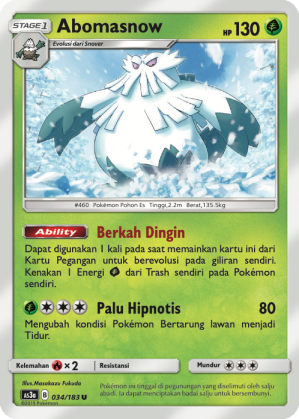 STAGE 1
Abomasnow
HP 130
Evolusi dari Snover
#460 Pokémon Pohon Es Tinggi,2.2m Berat,135.5kg
Ability Berkah Dingin
Dapat digunakan 1 kali pada saat memainkan kartu ini dari
Kartu Pegangan untuk berevolusi pada giliran sendiri.
Kenakan 1 Energi dari Trash sendiri pada Pokémon
sendiri.
Palu Hipnotis 80
Mengubah kondisi Pokémon Bertarung lawan menjadi
Tidur.
Kelemahan ×2 Resistansi Mundur
Illus.Masakazu Fukuda
AS3a B 034/183 U
©2019 Pokémon
Pokémon ini tinggal di pegunungan yang diselimuti oleh salju
abadi. Ia dapat menciptakan badai salju untuk bersembunyi.